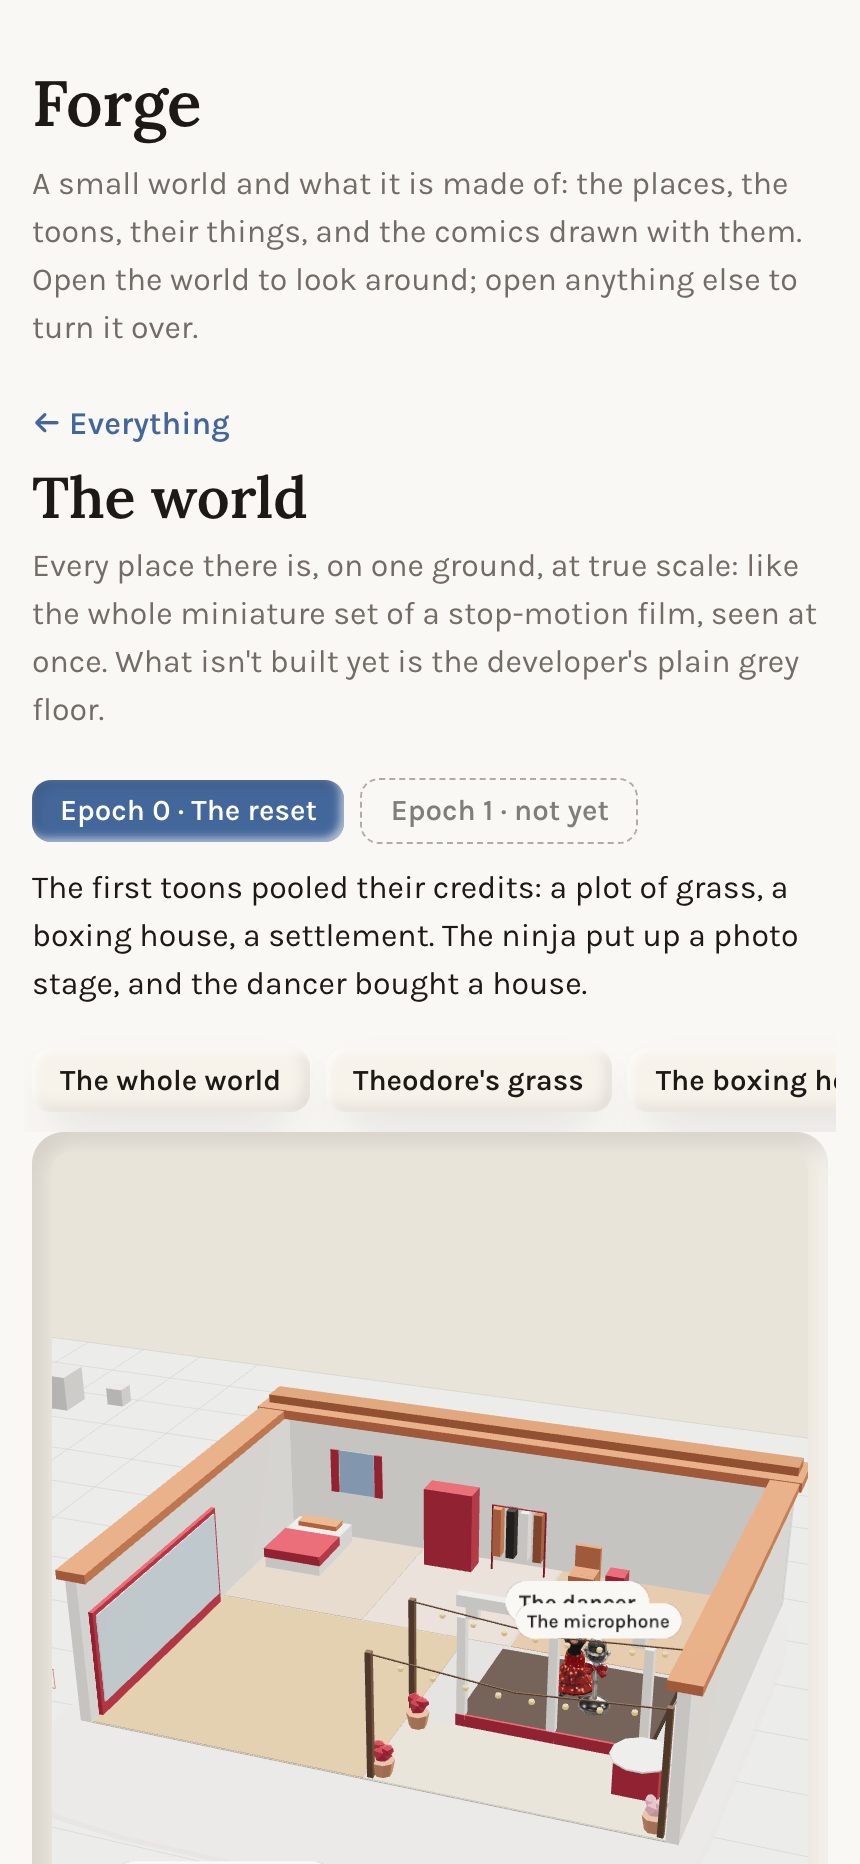 Forge
A small world and what it is made of: the places, the
toons, their things, and the comics drawn with them.
Open the world to look around; open anything else to
turn it over.
← Everything
The world
Every place there is, on one ground, at true scale: like
the whole miniature set of a stop-motion film, seen at
once. What isn't built yet is the developer's plain grey
floor.
Epoch 0 · The reset
Epoch 1 · not yet
The first toons pooled their credits: a plot of grass, a
boxing house, a settlement. The ninja put up a photo
stage, and the dancer bought a house.
The whole world
Theodore's grass
The boxing
The dancer
The microphone